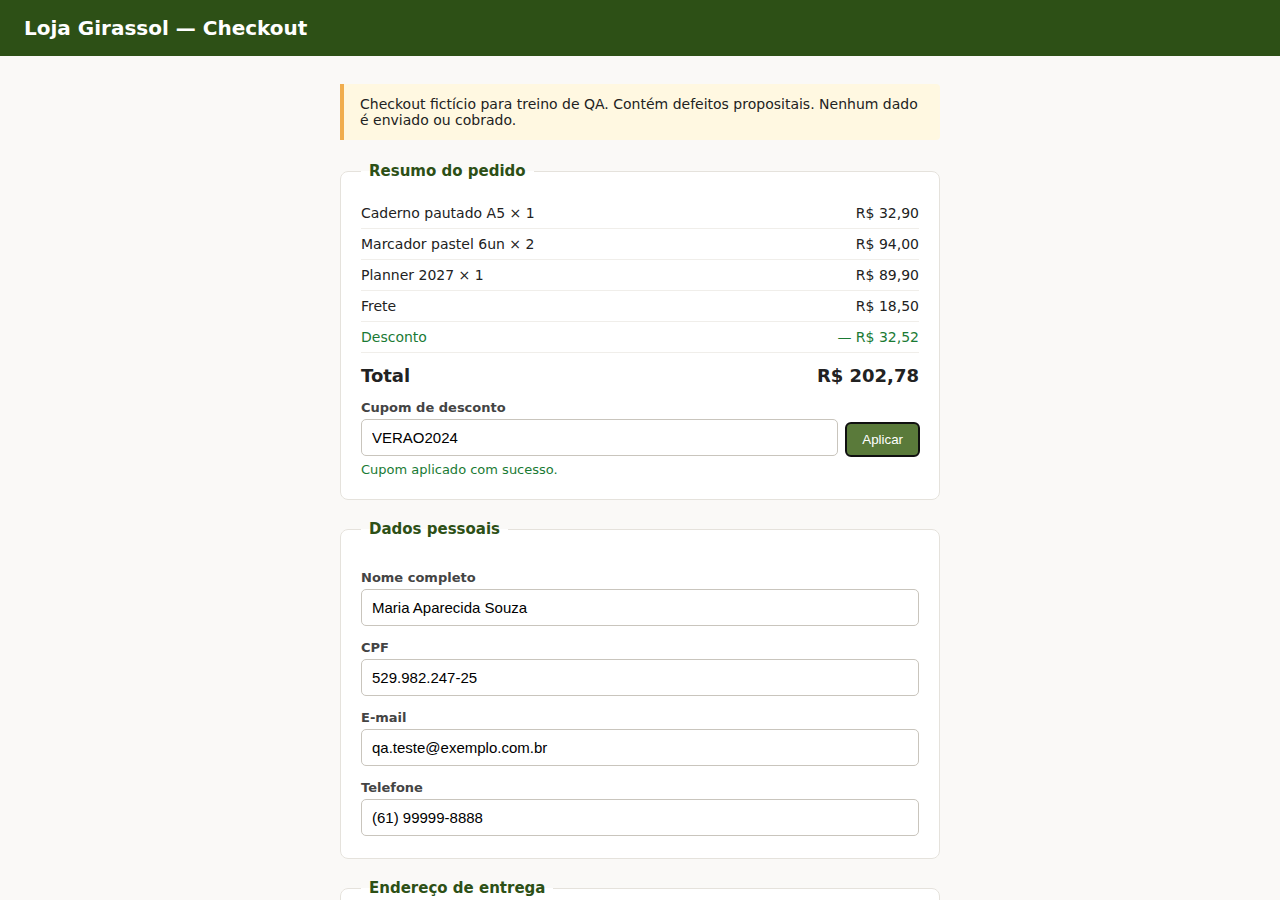 Loja Girassol — Checkout
Checkout fictício para treino de QA. Contém defeitos propositais. Nenhum dado
é enviado ou cobrado.
Resumo do pedido
Caderno pautado A5 × 1 R$ 32,90
Marcador pastel 6un × 2 R$ 94,00
Planner 2027 × 1 R$ 89,90
Frete R$ 18,50
Desconto — R$ 32,52
Total R$ 202,78
Cupom de desconto
VERAO2024 Aplicar
Cupom aplicado com sucesso.
Dados pessoais
Nome completo
Maria Aparecida Souza
CPF
529.982.247-25
E-mail
qa.teste@exemplo.com.br
Telefone
(61) 99999-8888
Endereço de entrega